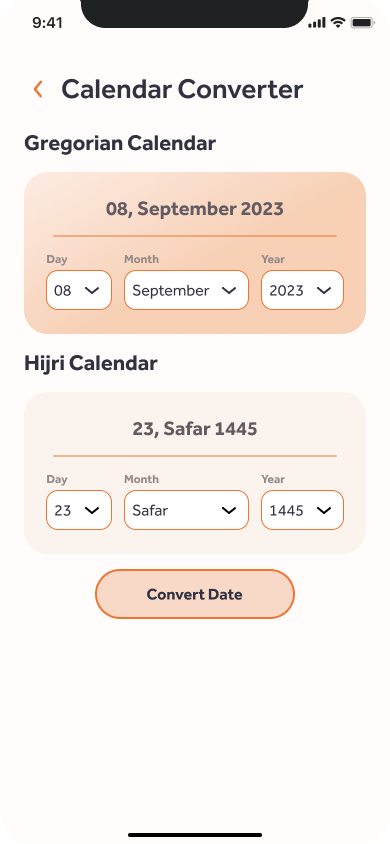 9:41
Calendar Converter
Gregorian Calendar
08, September 2023
Day Month Year
08 September 2023
Hijri Calendar
23, Safar 1445
Day Month Year
23 Safar 1445
Convert Date